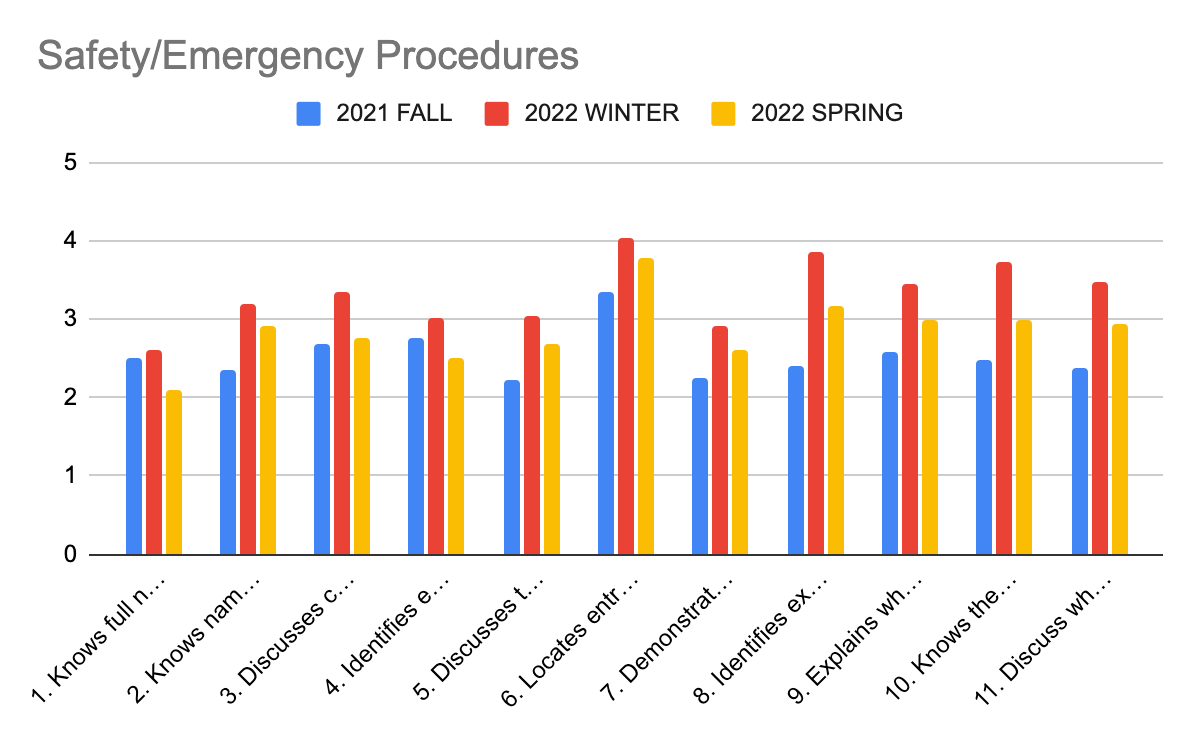 Safety/Emergency Procedures
2021 FALL 2022 WINTER 2022 SPRING
5
4
3
2
1
0
1. Knows full n...
2. Knows nam...
3. Discusses c...
4. Identifies e...
5. Discusses t...
6. Locates entr...
7. Demonstrat...
8. Identifies ex...
9. Explains wh...
10. Knows the...
11. Discuss wh...